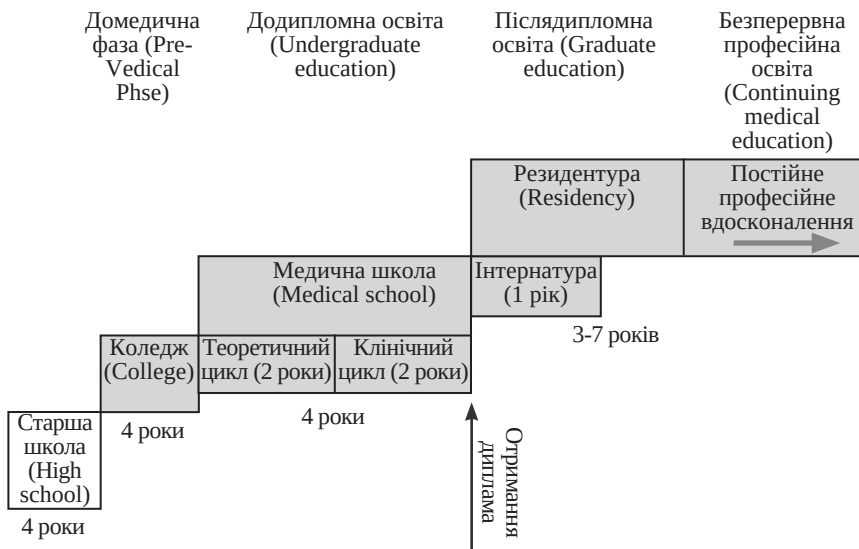 Домедична
фаза (Pre-
Vedical
Phse)
Додипломна освіта
(Undergraduate
education)
Післядипломна
освіта (Graduate
education)
Безперервна
професійна
освіта
(Continuing
medical
education)
Резидентура
(Residency)
Постійне
професійне
вдосконалення
Медична школа
(Medical school)
Інтернатура
(1 рік)
3-7 років
Коледж
(College)
Теоретичний
цикл (2 роки)
Клінічний
цикл (2 роки)
4 роки
4 роки
Старша
школа
(High
school)
4 роки
Отримання
диплама